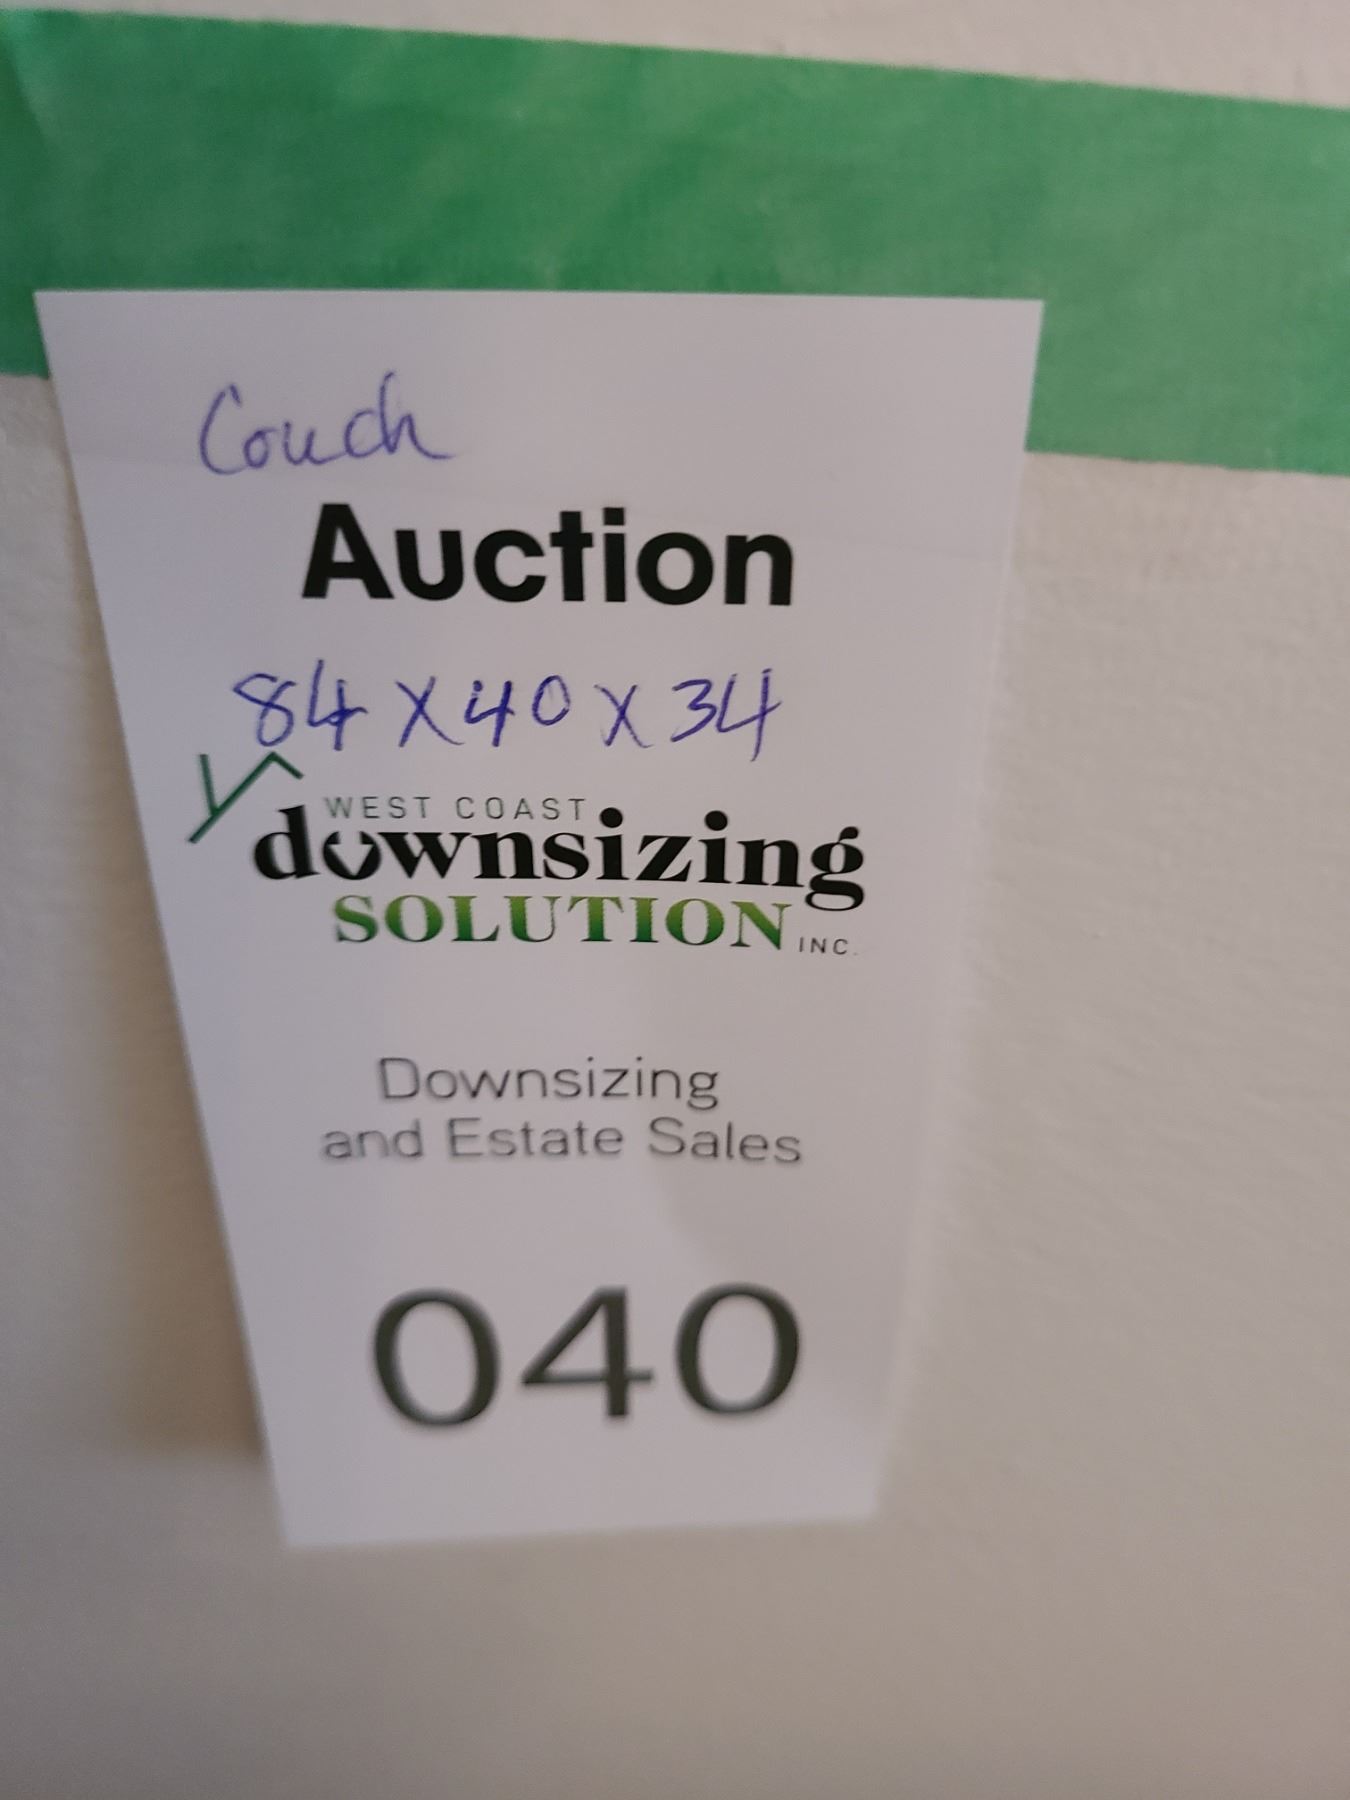 Couch
Auction
84 X 40 X 34
WEST COAST
downsizing
SOLUTION INC.
Downsizing
and Estate Sales
040